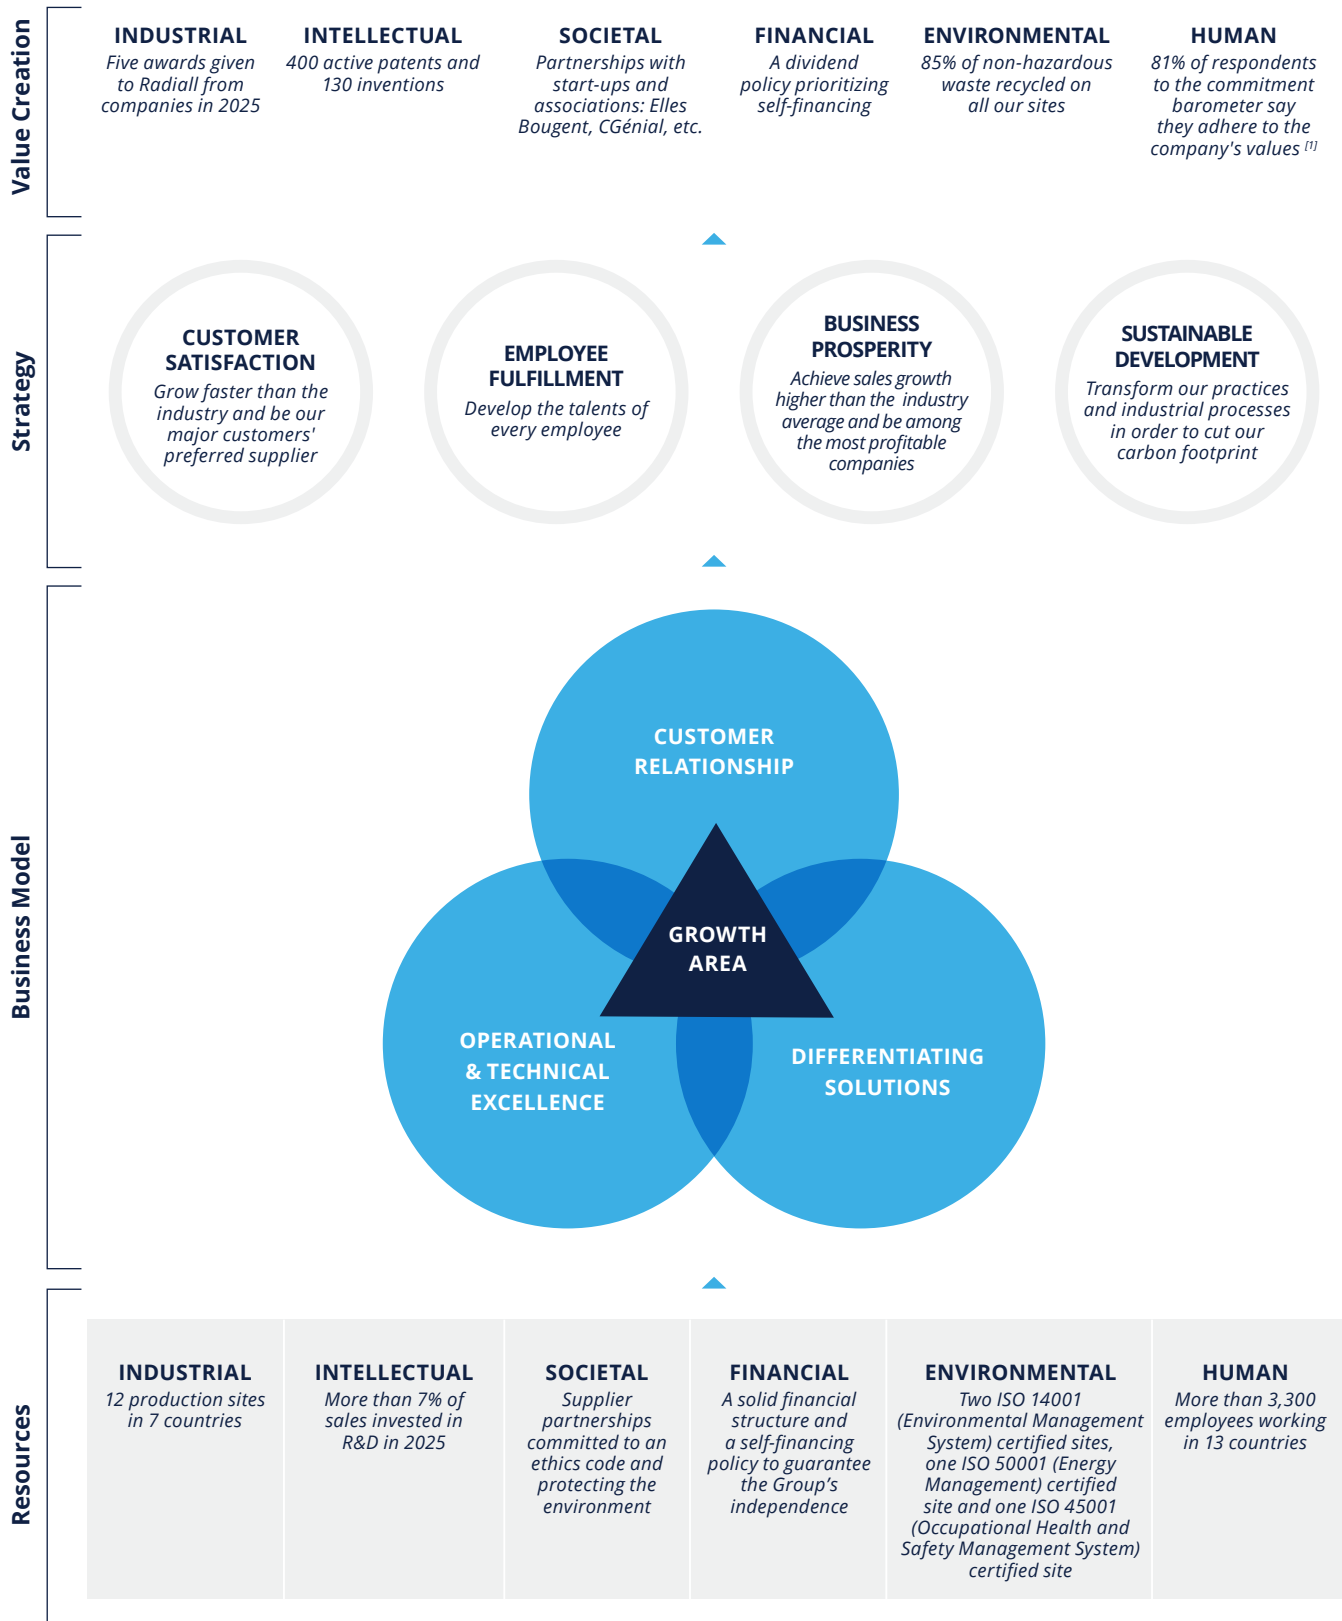 Value Creation
INDUSTRIAL
Five awards given
to Radiall from
companies in 2025
INTELLECTUAL
400 active patents and
130 inventions
SOCIETAL
Partnerships with
start-ups and
associations: Elles
Bougent, CGénial, etc.
FINANCIAL
A dividend
policy prioritizing
self-financing
ENVIRONMENTAL
85% of non-hazardous
waste recycled on
all our sites
HUMAN
81% of respondents
to the commitment
barometer say
they adhere to the
company's values [1]
Strategy
CUSTOMER
SATISFACTION
Grow faster than the
industry and be our
major customers'
preferred supplier
EMPLOYEE
FULFILLMENT
Develop the talents of
every employee
BUSINESS
PROSPERITY
Achieve sales growth
higher than the industry
average and be among
the most profitable
companies
SUSTAINABLE
DEVELOPMENT
Transform our practices
and industrial processes
in order to cut our
carbon footprint
Business Model
CUSTOMER
RELATIONSHIP
GROWTH
AREA
OPERATIONAL
& TECHNICAL
EXCELLENCE
DIFFERENTIATING
SOLUTIONS
Resources
INDUSTRIAL
12 production sites
in 7 countries
INTELLECTUAL
More than 7% of
sales invested in
R&D in 2025
SOCIETAL
Supplier
partnerships
committed to an
ethics code and
protecting the
environment
FINANCIAL
A solid financial
structure and
a self-financing
policy to guarantee
the Group’s
independence
ENVIRONMENTAL
Two ISO 14001
(Environmental Management
System) certified sites,
one ISO 50001 (Energy
Management) certified
site and one ISO 45001
(Occupational Health and
Safety Management System)
certified site
HUMAN
More than 3,300
employees working
in 13 countries